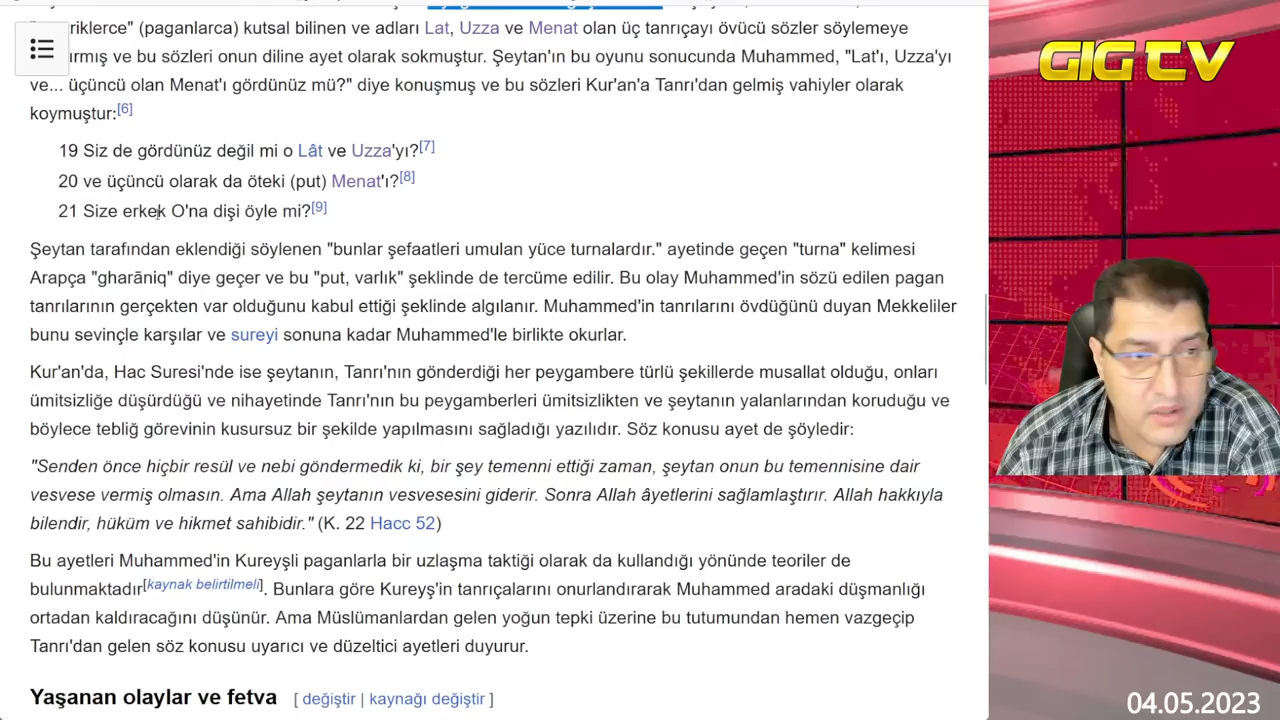 riklerce" (paganlarca) kutsal bilinen ve adları Lat, Uzza ve Menat olan üç tanrıçayı övücü sözler söylemeye
ırmış ve bu sözleri onun diline ayet olarak sokmuştur. Şeytan'ın bu oyunu sonucunda Muhammed, "Lat'ı, Uzza'yı
ve... üçüncü olan Menat'ı gördünüz mü?" diye konuşmuş ve bu sözleri Kur'an'a Tanrı'dan gelmiş vahiyler olarak
koymuştur:[6]
19 Siz de gördünüz değil mi o Lât ve Uzza'yı?[7]
20 ve üçüncü olarak da öteki (put) Menat'ı?[8]
21 Size erkek O'na dişi öyle mi?[9]
Şeytan tarafından eklendiği söylenen "bunlar şefaatleri umulan yüce turnalardır." ayetinde geçen "turna" kelimesi
Arapça "gharāniq" diye geçer ve bu "put, varlık" şeklinde de tercüme edilir. Bu olay Muhammed'in sözü edilen pagan
tanrılarının gerçekten var olduğunu kabul ettiği şeklinde algılanır. Muhammed'in tanrılarını övdüğünü duyan Mekkeliler
bunu sevinçle karşılar ve sureyi sonuna kadar Muhammed'le birlikte okurlar.
Kur'an'da, Hac Suresi'nde ise şeytanın, Tanrı'nın gönderdiği her peygambere türlü şekillerde musallat olduğu, onları
ümitsizliğe düşürdüğü ve nihayetinde Tanrı'nın bu peygamberleri ümitsizlikten ve şeytanın yalanlarından koruduğu ve
böylece tebliğ görevinin kusursuz bir şekilde yapılmasını sağladığı yazılıdır. Söz konusu ayet de şöyledir:
"Senden önce hiçbir resül ve nebi göndermedik ki, bir şey temenni ettiği zaman, şeytan onun bu temennisine dair
vesvese vermiş olmasın. Ama Allah şeytanın vesvesesini giderir. Sonra Allah âyetlerini sağlamlaştırır. Allah hakkıyla
bilendir, hüküm ve hikmet sahibidir." (K. 22 Hacc 52)
Bu ayetleri Muhammed'in Kureyşli paganlarla bir uzlaşma taktiği olarak da kullandığı yönünde teoriler de
bulunmaktadır[kaynak belirtilmeli]. Bunlara göre Kureyş'in tanrıçalarını onurlandırarak Muhammed aradaki düşmanlığı
ortadan kaldıracağını düşünür. Ama Müslümanlardan gelen yoğun tepki üzerine bu tutumundan hemen vazgeçip
Tanrı'dan gelen söz konusu uyarıcı ve düzeltici ayetleri duyurur.
Yaşanan olaylar ve fetva [ değiştir | kaynağı değiştir ]
GIG TV
04.05.2023